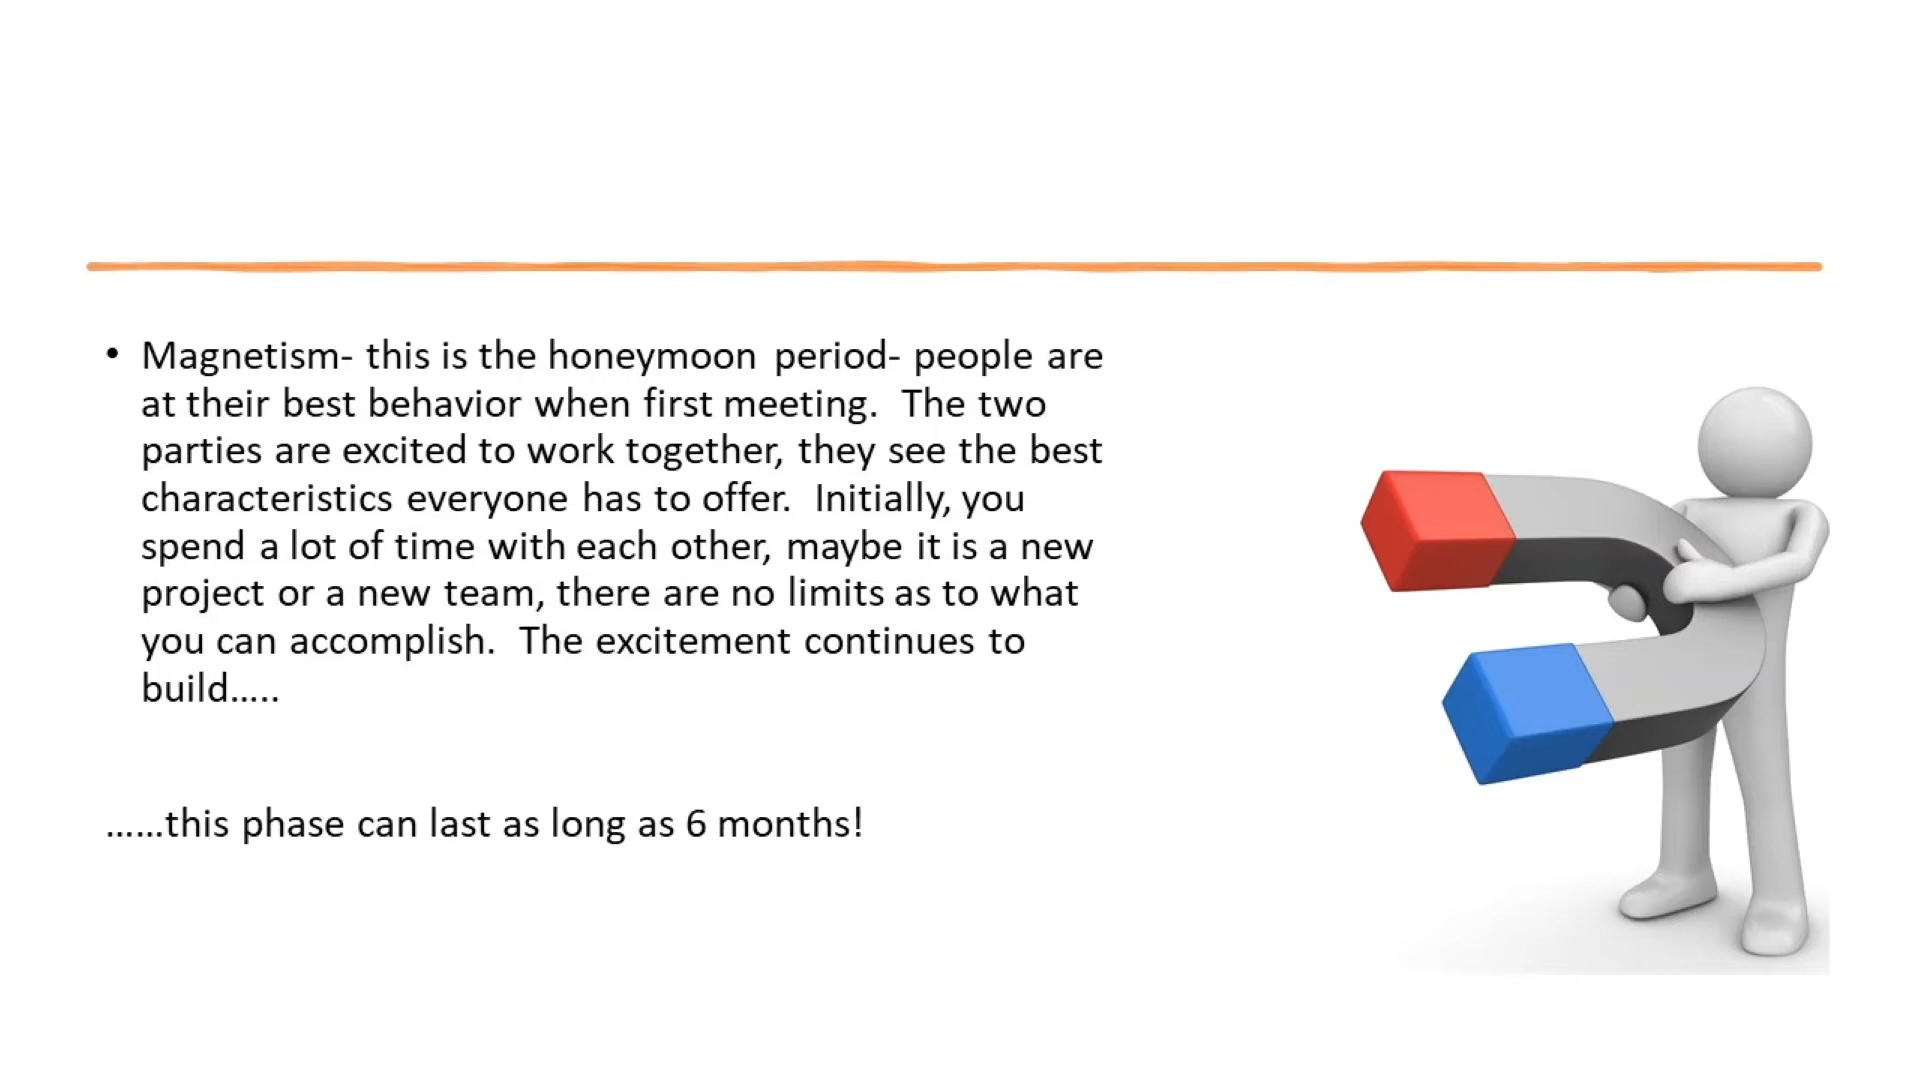 • Magnetism- this is the honeymoon period- people are
at their best behavior when first meeting.  The two
parties are excited to work together, they see the best
characteristics everyone has to offer.  Initially, you
spend a lot of time with each other, maybe it is a new
project or a new team, there are no limits as to what
you can accomplish.  The excitement continues to
build…..
……this phase can last as long as 6 months!